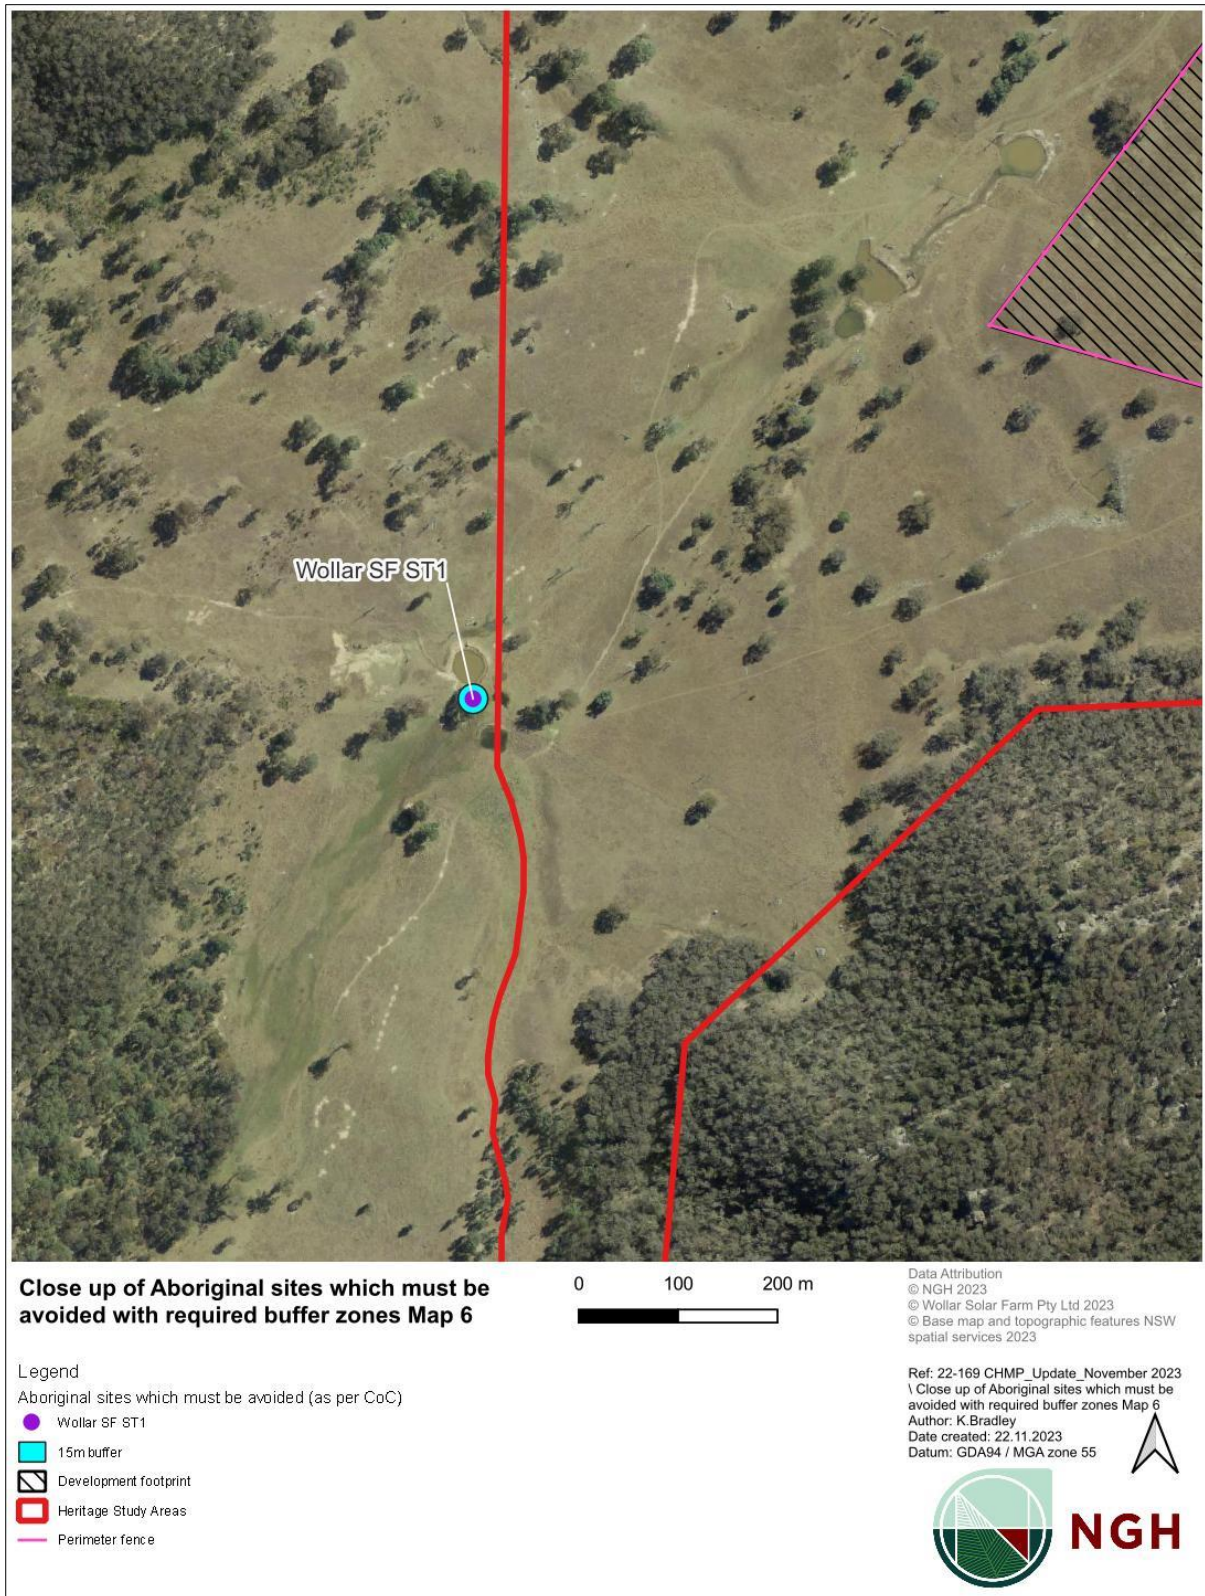 Wollar SF ST1
Close up of Aboriginal sites which must be
avoided with required buffer zones Map 6
0 100 200 m
Data Attribution
© NGH 2023
© Wollar Solar Farm Pty Ltd 2023
© Base map and topographic features NSW
spatial services 2023
Legend
Aboriginal sites which must be avoided (as per CoC)
Wollar SF ST1
15m buffer
Development footprint
Heritage Study Areas
Perimeter fence
Ref: 22-169 CHMP_Update_November 2023
\ Close up of Aboriginal sites which must be
avoided with required buffer zones Map 6
Author: K.Bradley
Date created: 22.11.2023
Datum: GDA94 / MGA zone 55
NGH